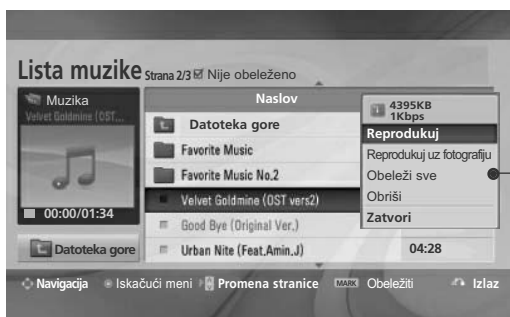 Lista muzike Strana 2/3 ☑ Nije obeleženo
Muzika
Velvet Goldmine (OST...
00:00/01:34
Datoteka gore
Naslov
Datoteka gore
Favorite Music
Favorite Music No.2
Velvet Goldmine (OST vers2)
Good Bye (Original Ver.)
Urban Nite (Feat.Amin.J)
04:28
4395KB
1Kbps
Reprodukuj
Reprodukuj uz fotografiju
Obeleži sve
Obriši
Zatvori
Navigacija Iskačući meni Promena stranice MARK Obeležiti Izlaz